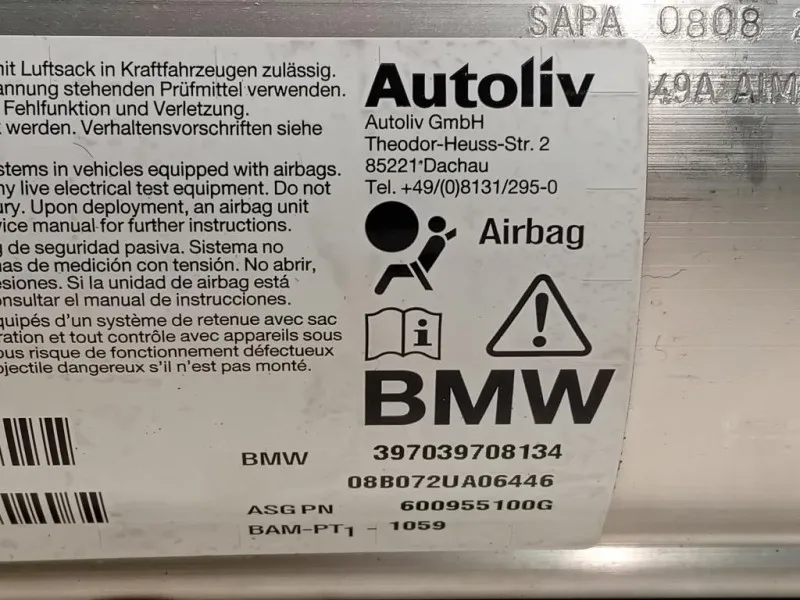 SAPA 0808
49A AIM
nit Luftsack in Kraftfahrzeugen zulässig.
annung stehenden Prüfmittel verwenden.
Fehlfunktion und Verletzung.
werden. Verhaltensvorschriften siehe
stems in vehicles equipped with airbags.
ny live electrical test equipment. Do not
ury. Upon deployment, an airbag unit
vice manual for further instructions.
g de seguridad pasiva. Sistema no
nas de medición con tensión. No abrir,
esiones. Si la unidad de airbag está
onsultar el manual de instrucciones.
quipés d'un système de retenue avec sac
ration et tout contrôle avec appareils sous
ous risque de fonctionnement défectueux
ojectile dangereux s'il n'est pas monté.
Autoliv
Autoliv GmbH
Theodor-Heuss-Str. 2
85221 Dachau
Tel. +49/(0)8131/295-0
Airbag
BMW
BMW 397039708134
08B072UA06446
ASG PN 600955100G
BAM-PT1 - 1059